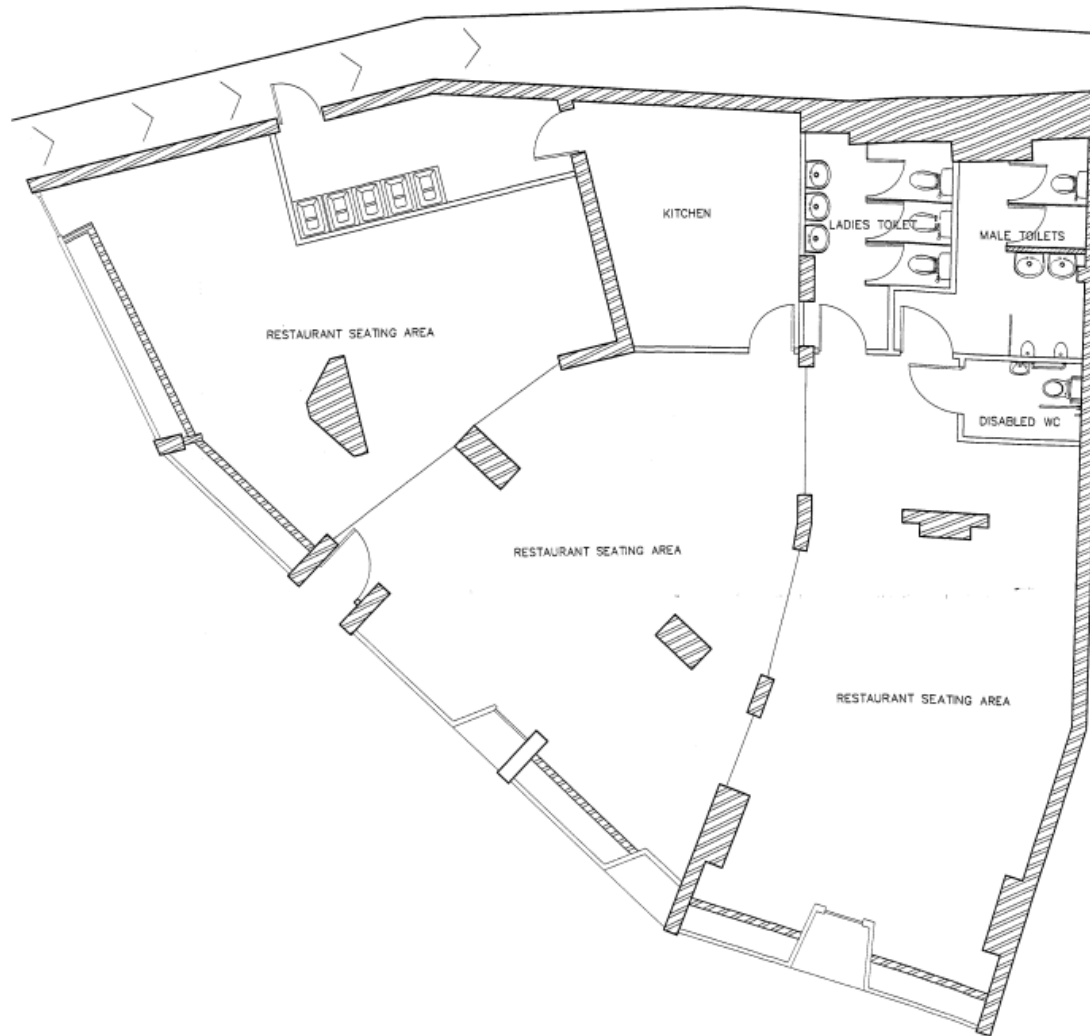 KITCHEN
LADIES TOILET
MALE TOILETS
RESTAURANT SEATING AREA
DISABLED WC
RESTAURANT SEATING AREA
RESTAURANT SEATING AREA